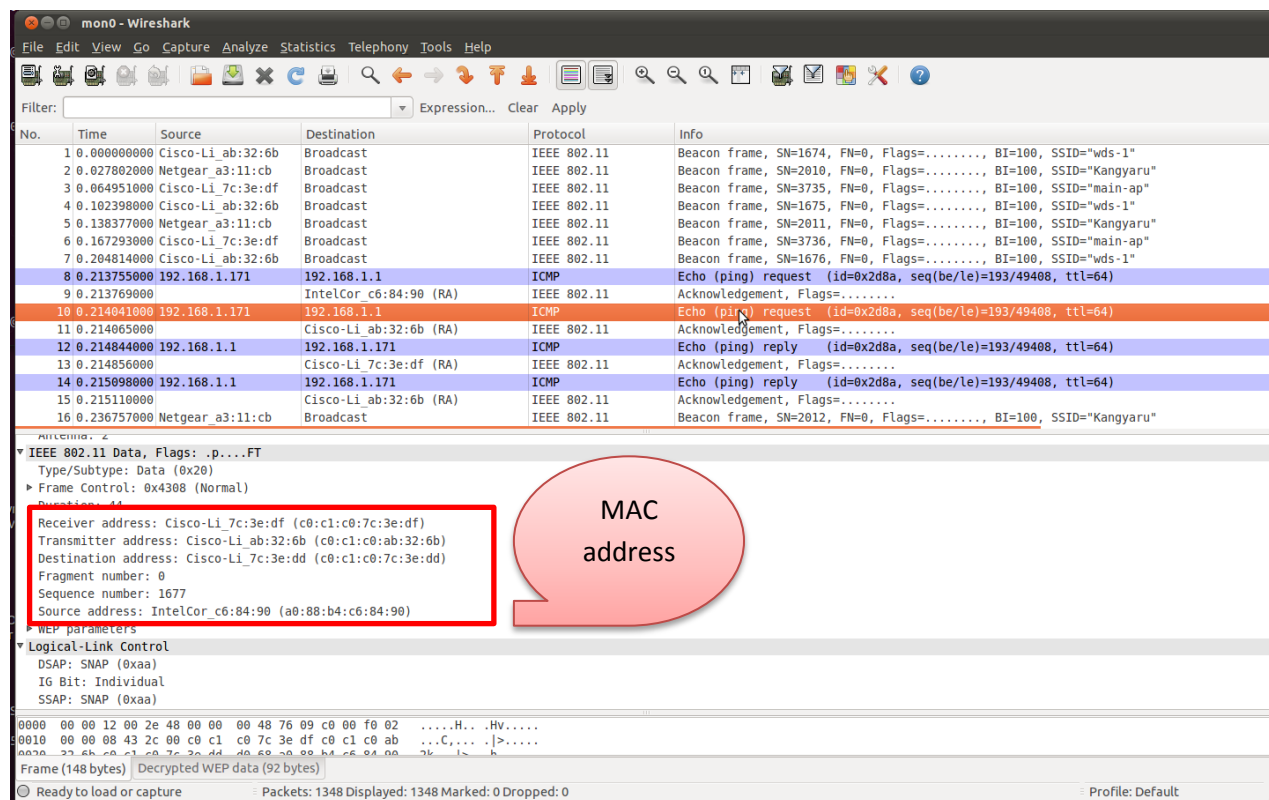 mon0 - Wireshark
File Edit View Go Capture Analyze Statistics Telephony Tools Help
Filter: Expression... Clear Apply
No. Time Source Destination Protocol Info
1 0.000000000 Cisco-Li_ab:32:6b Broadcast IEEE 802.11 Beacon frame, SN=1674, FN=0, Flags=........, BI=100, SSID="wds-1"
2 0.027802000 Netgear_a3:11:cb Broadcast IEEE 802.11 Beacon frame, SN=2010, FN=0, Flags=........, BI=100, SSID="Kangyaru"
3 0.064951000 Cisco-Li_7c:3e:df Broadcast IEEE 802.11 Beacon frame, SN=3735, FN=0, Flags=........, BI=100, SSID="main-ap"
4 0.102398000 Cisco-Li_ab:32:6b Broadcast IEEE 802.11 Beacon frame, SN=1675, FN=0, Flags=........, BI=100, SSID="wds-1"
5 0.138377000 Netgear_a3:11:cb Broadcast IEEE 802.11 Beacon frame, SN=2011, FN=0, Flags=........, BI=100, SSID="Kangyaru"
6 0.167293000 Cisco-Li_7c:3e:df Broadcast IEEE 802.11 Beacon frame, SN=3736, FN=0, Flags=........, BI=100, SSID="main-ap"
7 0.204814000 Cisco-Li_ab:32:6b Broadcast IEEE 802.11 Beacon frame, SN=1676, FN=0, Flags=........, BI=100, SSID="wds-1"
8 0.213755000 192.168.1.171 192.168.1.1 ICMP Echo (ping) request (id=0x2d8a, seq(be/le)=193/49408, ttl=64)
9 0.213769000 IntelCor_c6:84:90 (RA) IEEE 802.11 Acknowledgement, Flags=........
10 0.214041000 192.168.1.171 192.168.1.1 ICMP Echo (ping) request (id=0x2d8a, seq(be/le)=193/49408, ttl=64)
11 0.214065000 Cisco-Li_ab:32:6b (RA) IEEE 802.11 Acknowledgement, Flags=........
12 0.214844000 192.168.1.1 192.168.1.171 ICMP Echo (ping) reply (id=0x2d8a, seq(be/le)=193/49408, ttl=64)
13 0.214856000 Cisco-Li_7c:3e:df (RA) IEEE 802.11 Acknowledgement, Flags=........
14 0.215098000 192.168.1.1 192.168.1.171 ICMP Echo (ping) reply (id=0x2d8a, seq(be/le)=193/49408, ttl=64)
15 0.215110000 Cisco-Li_ab:32:6b (RA) IEEE 802.11 Acknowledgement, Flags=........
16 0.236757000 Netgear_a3:11:cb Broadcast IEEE 802.11 Beacon frame, SN=2012, FN=0, Flags=........, BI=100, SSID="Kangyaru"
Antenna: 2
IEEE 802.11 Data, Flags: .p....FT
Type/Subtype: Data (0x20)
Frame Control: 0x4308 (Normal)
Duration: 44
Receiver address: Cisco-Li_7c:3e:df (c0:c1:c0:7c:3e:df)
Transmitter address: Cisco-Li_ab:32:6b (c0:c1:c0:ab:32:6b)
Destination address: Cisco-Li_7c:3e:dd (c0:c1:c0:7c:3e:dd)
Fragment number: 0
Sequence number: 1677
Source address: IntelCor_c6:84:90 (a0:88:b4:c6:84:90)
WEP parameters
Logical-Link Control
DSAP: SNAP (0xaa)
IG Bit: Individual
SSAP: SNAP (0xaa)
MAC
address
0000 00 00 12 00 2e 48 00 00 00 48 76 09 c0 00 f0 02 .....H.. .Hv.....
0010 00 00 08 43 2c 00 c0 c1 c0 7c 3e df c0 c1 c0 ab ...C,... .|>.....
0020 32 6b c0 c1 c0 7c 3e dd d0 68 a0 88 b4 c6 84 90
Frame (148 bytes) Decrypted WEP data (92 bytes)
Ready to load or capture Packets: 1348 Displayed: 1348 Marked: 0 Dropped: 0 Profile: Default